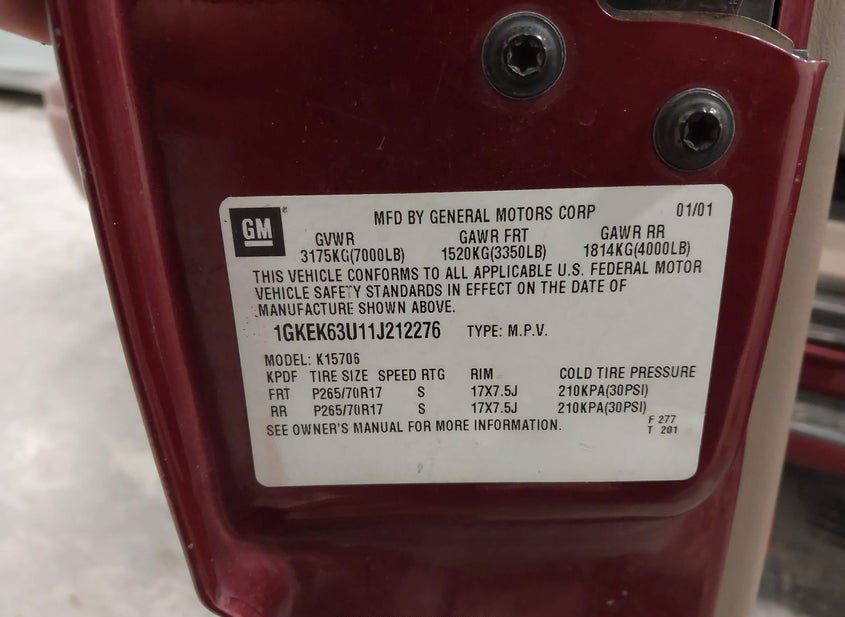 GM ® MFD BY GENERAL MOTORS CORP 01/01
GVWR GAWR FRT GAWR RR
3175KG(7000LB) 1520KG(3350LB) 1814KG(4000LB)
THIS VEHICLE CONFORMS TO ALL APPLICABLE U.S. FEDERAL MOTOR
VEHICLE SAFETY STANDARDS IN EFFECT ON THE DATE OF
MANUFACTURE SHOWN ABOVE.
1GKEK63U11J212276 TYPE: M.P.V.
MODEL: K15706
KPDF TIRE SIZE SPEED RTG RIM COLD TIRE PRESSURE
FRT P265/70R17 S 17X7.5J 210KPA(30PSI)
RR P265/70R17 S 17X7.5J 210KPA(30PSI)
SEE OWNER'S MANUAL FOR MORE INFORMATION.
F 277
T 201